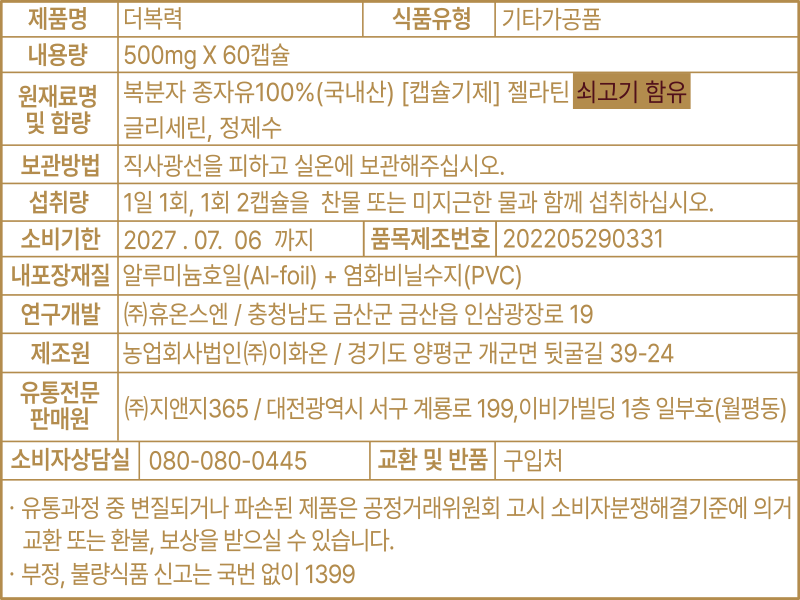 제품명 더복력 식품유형 기타가공품
내용량 500mg X 60캡슐
원재료명 및 함량 복분자 종자유100%(국내산) [캡슐기제] 젤라틴 쇠고기 함유
글리세린, 정제수
보관방법 직사광선을 피하고 실온에 보관해주십시오.
섭취량 1일 1회, 1회 2캡슐을 찬물 또는 미지근한 물과 함께 섭취하십시오.
소비기한 2027 . 07. 06 까지 품목제조번호 202205290331
내포장재질 알루미늄호일(Al-foil) + 염화비닐수지(PVC)
연구개발 ㈜휴온스엔 / 충청남도 금산군 금산읍 인삼광장로 19
제조원 농업회사법인㈜이화온 / 경기도 양평군 개군면 뒷굴길 39-24
유통전문 판매원 ㈜지앤지365 / 대전광역시 서구 계룡로 199,이비가빌딩 1층 일부호(월평동)
소비자상담실 080-080-0445 교환 및 반품 구입처
· 유통과정 중 변질되거나 파손된 제품은 공정거래위원회 고시 소비자분쟁해결기준에 의거
교환 또는 환불, 보상을 받으실 수 있습니다.
· 부정, 불량식품 신고는 국번 없이 1399